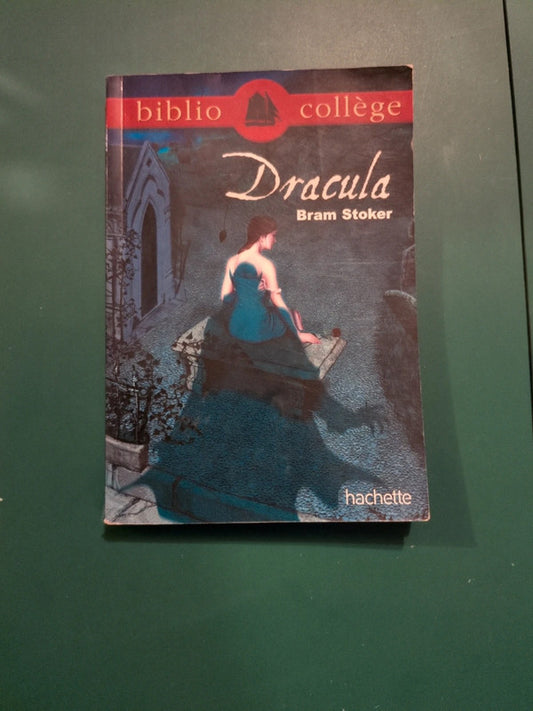 biblio collège
Dracula
Bram Stoker
hachette